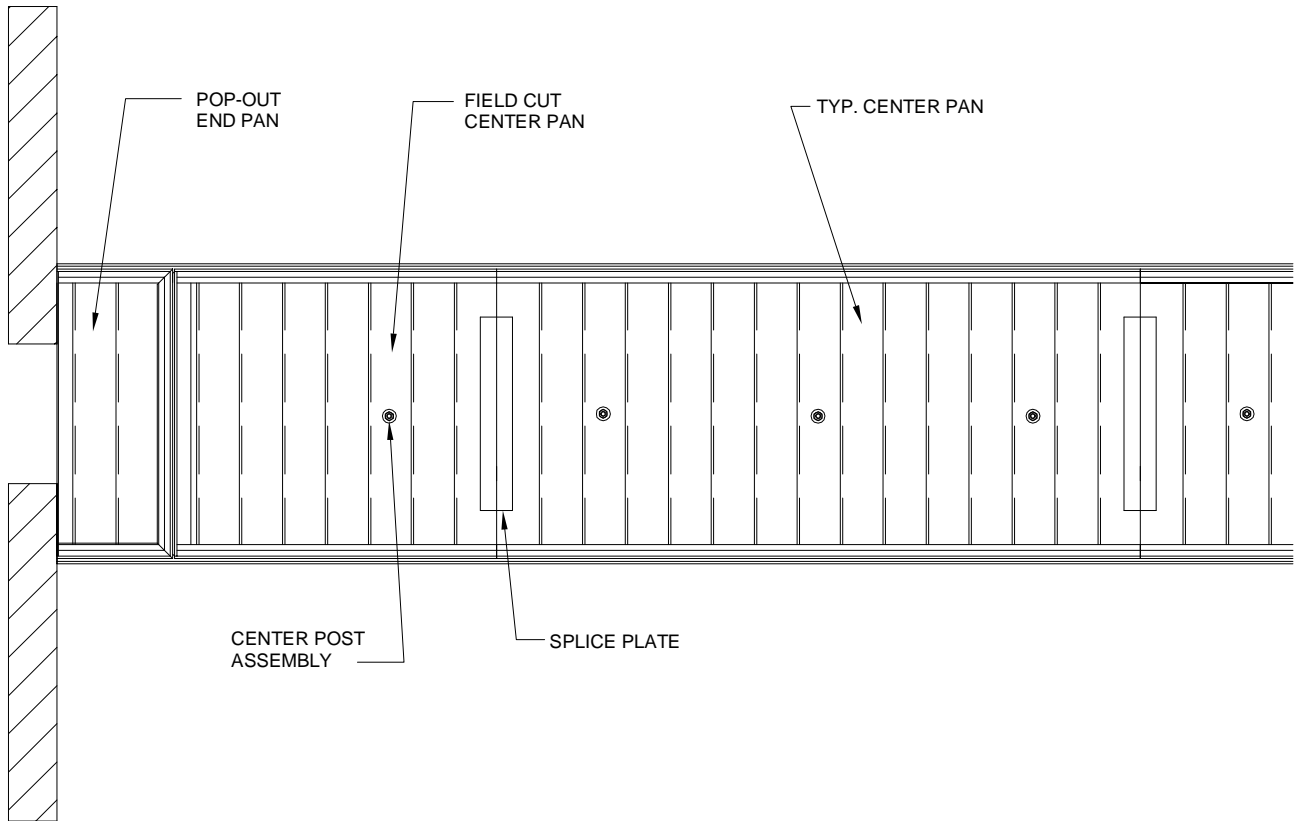 POP-OUT
END PAN
FIELD CUT
CENTER PAN
TYP. CENTER PAN
CENTER POST
ASSEMBLY
SPLICE PLATE